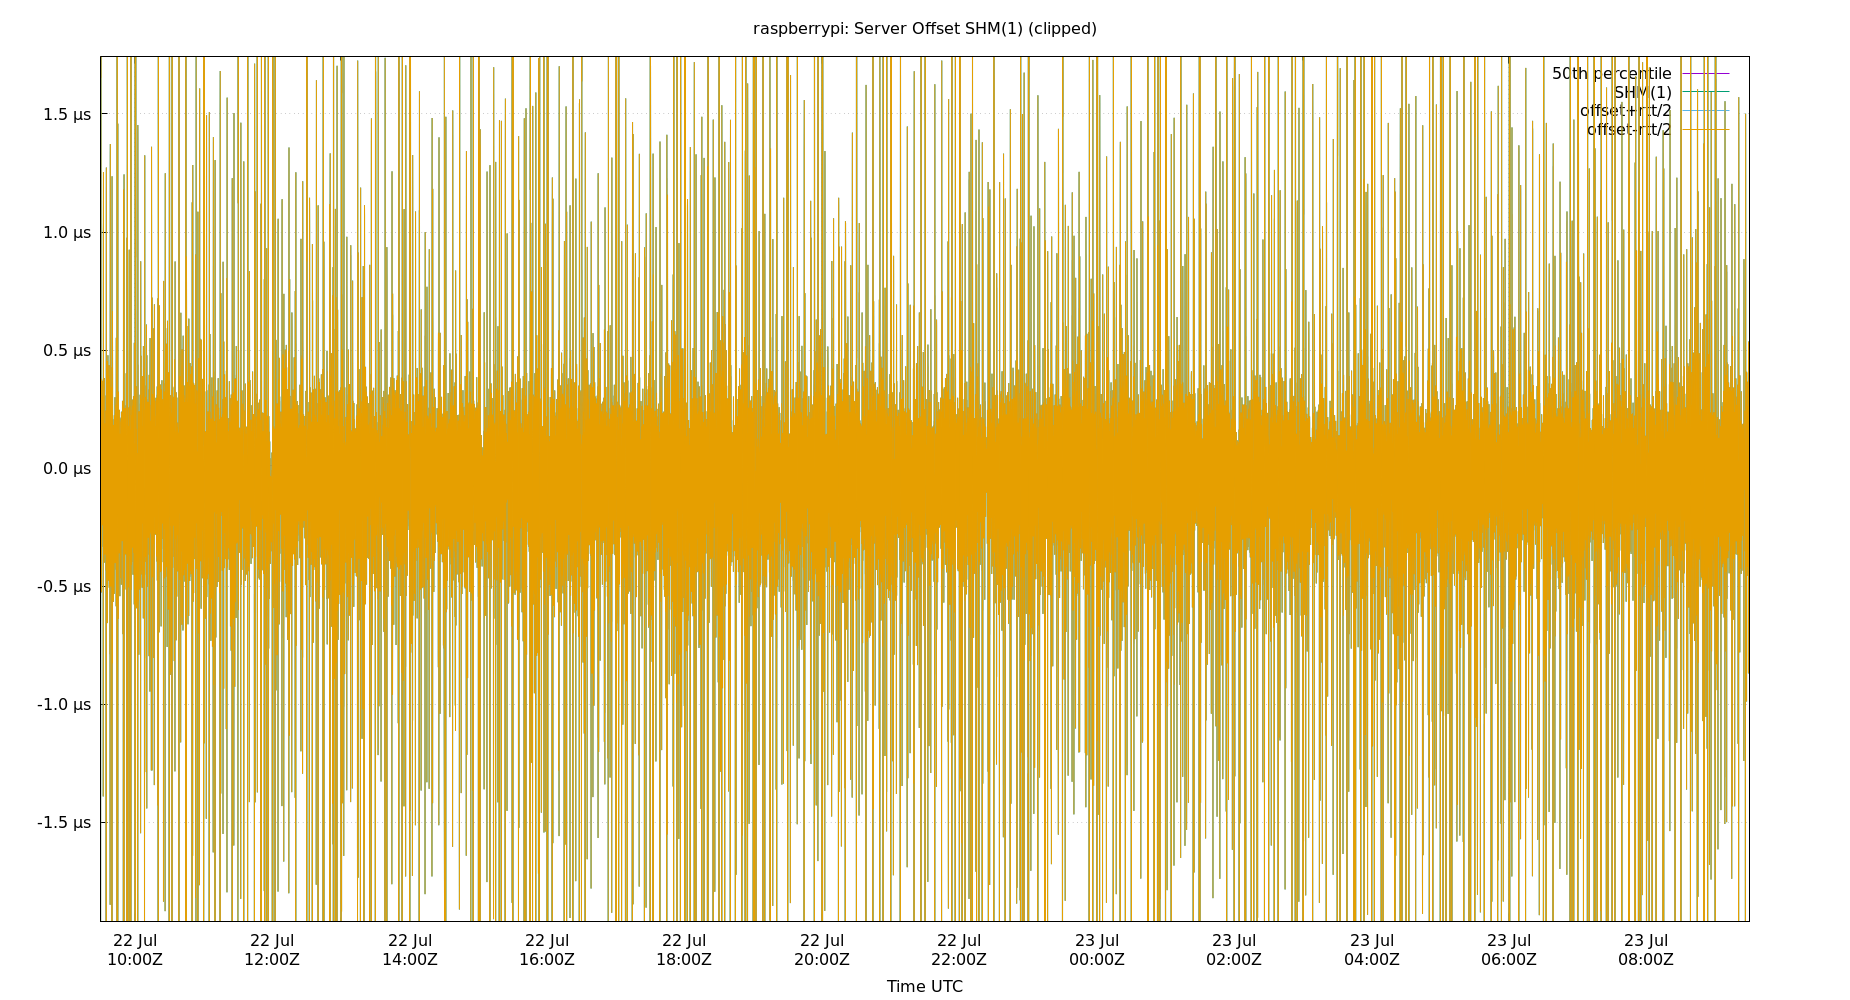 raspberrypi: Server Offset SHM(1) (clipped)
50th percentile
SHM(1)
offset+rtt/2
offset-rtt/2
1.5 µs
1.0 µs
0.5 µs
0.0 µs
-0.5 µs
-1.0 µs
-1.5 µs
22 Jul 22 Jul 22 Jul 22 Jul 22 Jul 22 Jul 22 Jul 23 Jul 23 Jul 23 Jul 23 Jul 23 Jul
10:00Z 12:00Z 14:00Z 16:00Z 18:00Z 20:00Z 22:00Z 00:00Z 02:00Z 04:00Z 06:00Z 08:00Z
Time UTC